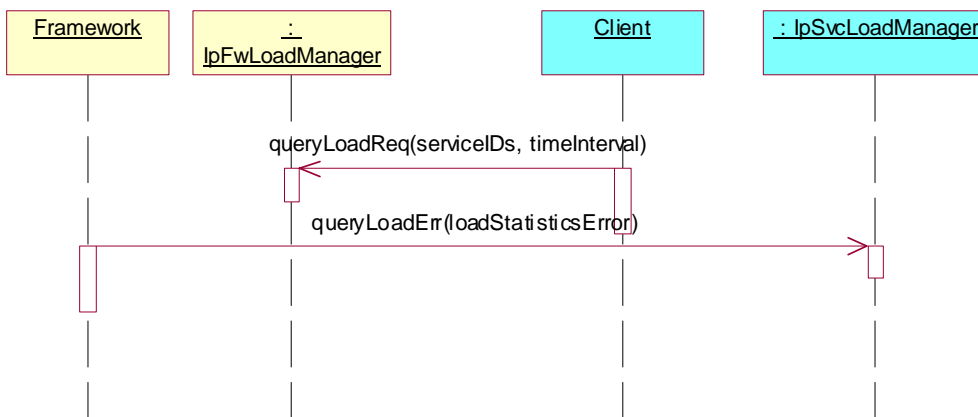 Framework
:
IpFwLoadManager
Client
: IpSvcLoadManager
queryLoadReq(serviceIDs, timeInterval)
queryLoadErr(loadStatisticsError)